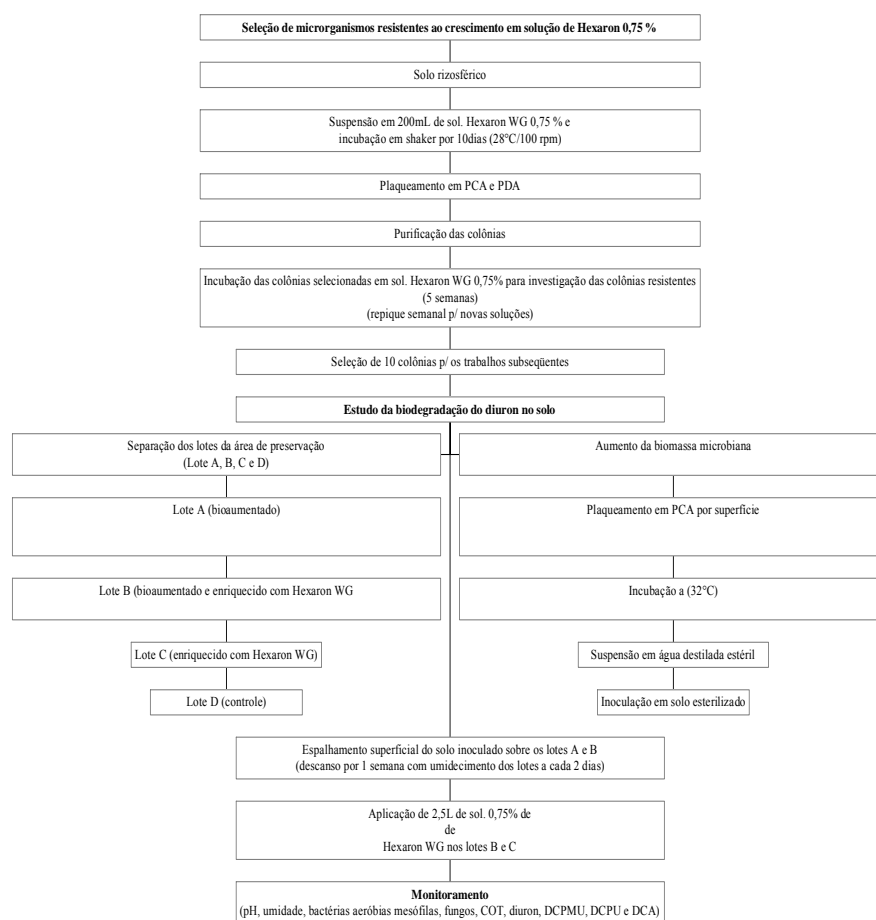 Seleção de microrganismos resistentes ao crescimento em solução de Hexaron 0,75 %
Solo rizosférico
Suspensão em 200mL de sol. Hexaron WG 0,75 % e
incubação em shaker por 10dias (28°C/100 rpm)
Plaqueamento em PCA e PDA
Purificação das colônias
Incubação das colônias selecionadas em sol. Hexaron WG 0,75% para investigação das colônias resistentes
(5 semanas)
(repique semanal p/ novas soluções)
Seleção de 10 colônias p/ os trabalhos subseqüentes
Estudo da biodegradação do diuron no solo
Separação dos lotes da área de preservação
(Lote A, B, C e D)
Lote A (bioaumentado)
Lote B (bioaumentado e enriquecido com Hexaron WG
Lote C (enriquecido com Hexaron WG)
Lote D (controle)
Aumento da biomassa microbiana
Plaqueamento em PCA por superfície
Incubação a (32°C)
Suspensão em água destilada estéril
Inoculação em solo esterilizado
Espalhamento superficial do solo inoculado sobre os lotes A e B
(descanso por 1 semana com umidecimento dos lotes a cada 2 dias)
Aplicação de 2,5L de sol. 0,75% de
de
Hexaron WG nos lotes B e C
Monitoramento
(pH, umidade, bactérias aeróbias mesófilas, fungos, COT, diuron, DCPMU, DCPU e DCA)